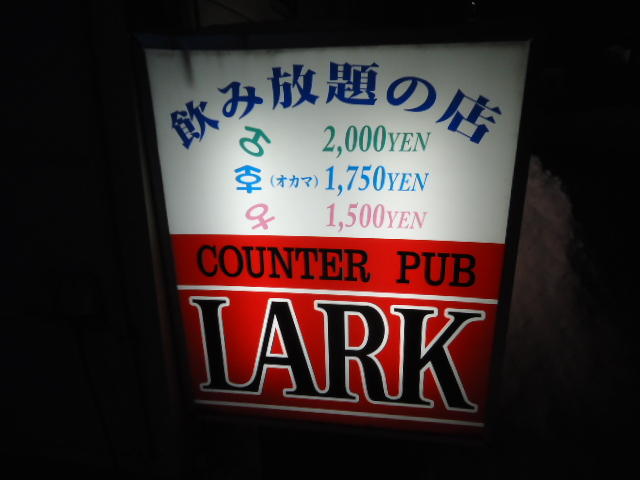 飲み放題の店
♂ 2,000YEN
(オカマ) 1,750YEN
♀ 1,500YEN
COUNTER PUB
LARK